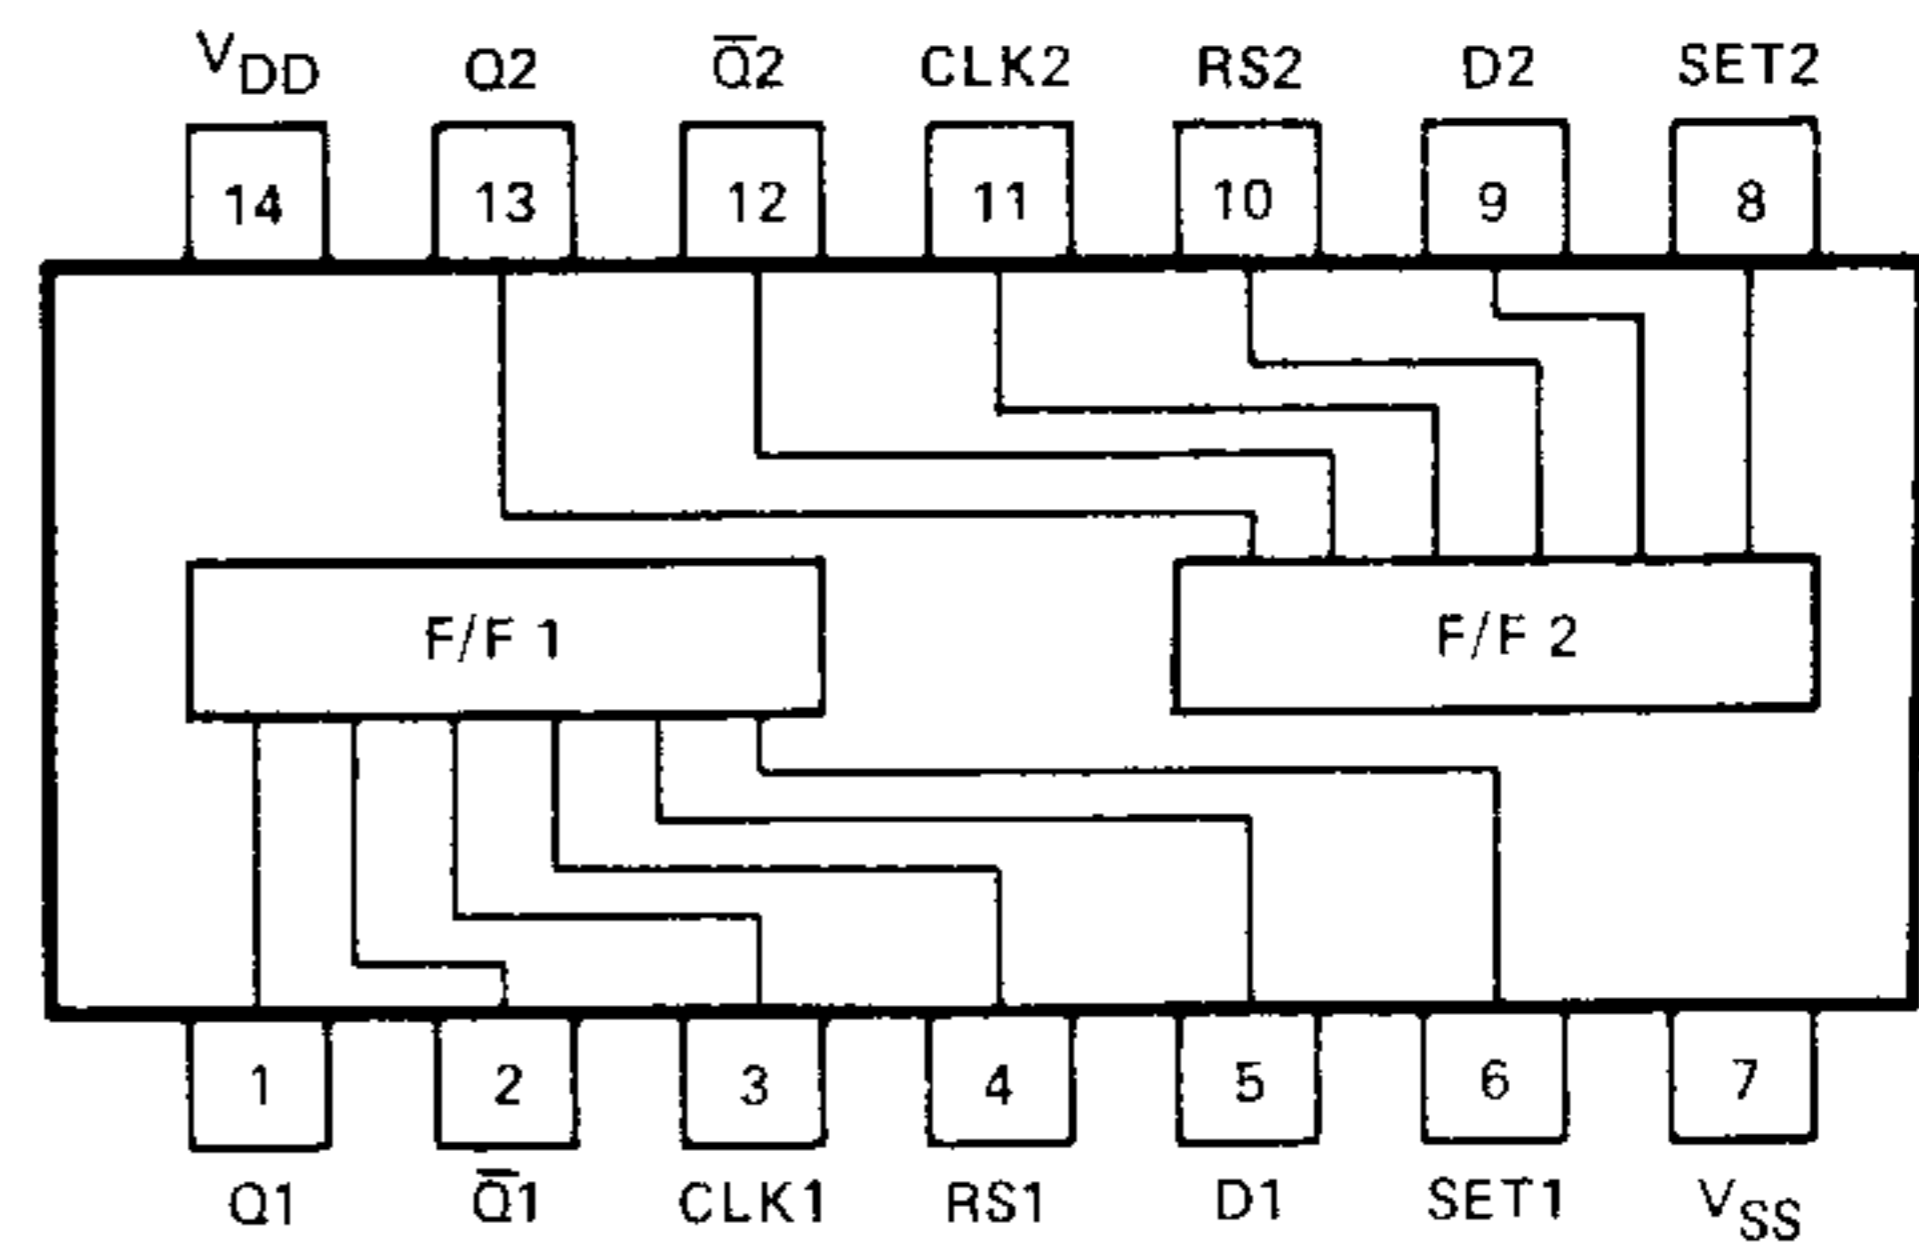 VDD Q2 Q̅2 CLK2 RS2 D2 SET2
14 13 12 11 10 9 8
F/F 1 F/F 2
1 2 3 4 5 6 7
Q1 Q̅1 CLK1 RS1 D1 SET1 VSS